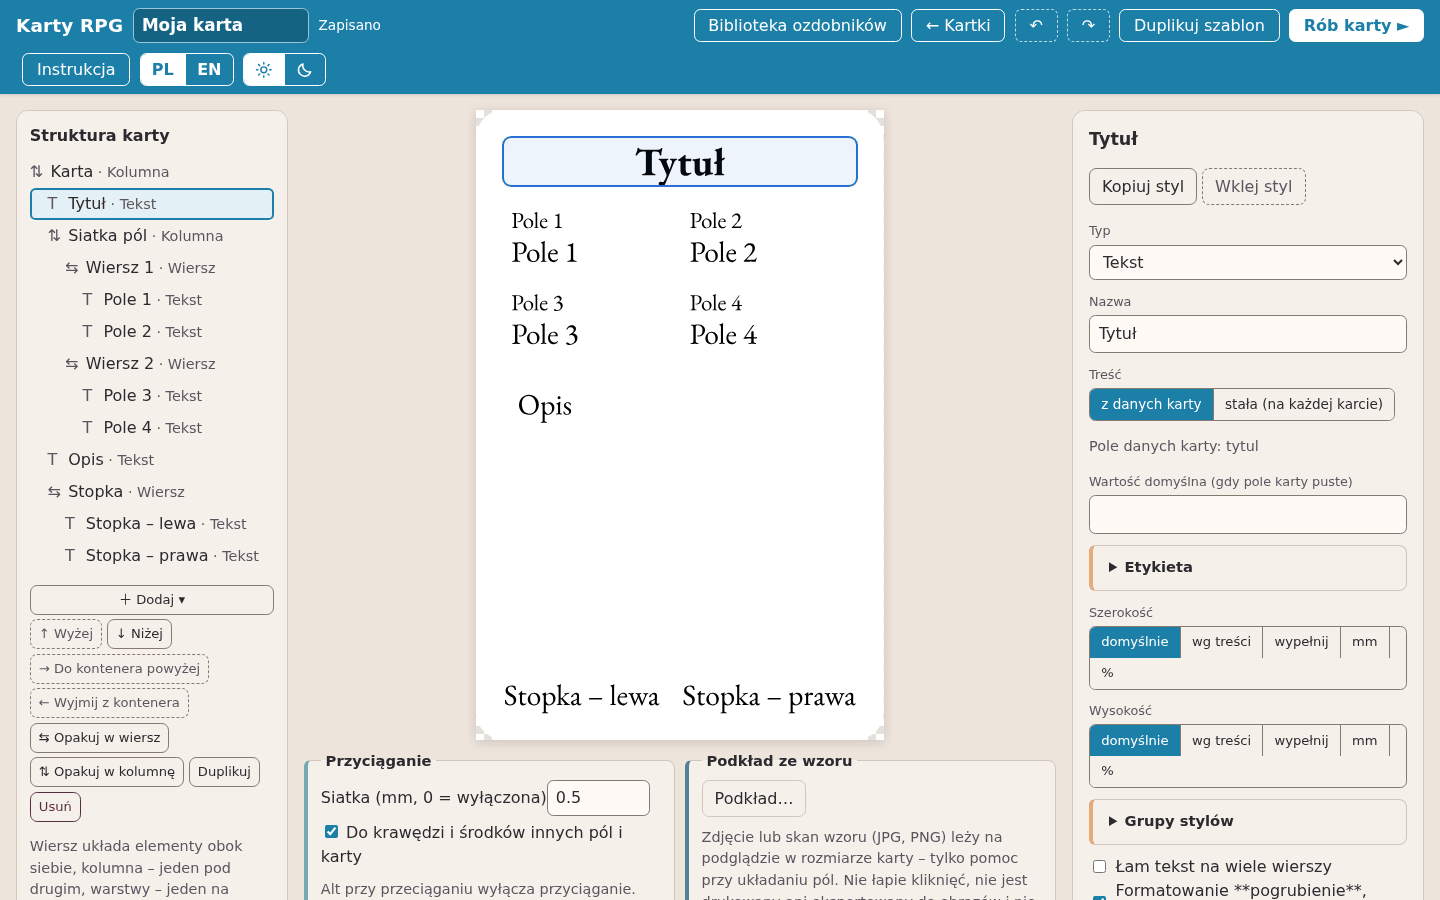 Karty RPG Moja karta Zapisano Biblioteka ozdobników ← Kartki ↶ ↷ Duplikuj szablon Rób karty ►
Instrukcja PL EN
Struktura karty
⇅ Karta · Kolumna
T Tytuł · Tekst
⇅ Siatka pól · Kolumna
⇆ Wiersz 1 · Wiersz
T Pole 1 · Tekst
T Pole 2 · Tekst
⇆ Wiersz 2 · Wiersz
T Pole 3 · Tekst
T Pole 4 · Tekst
T Opis · Tekst
⇆ Stopka · Wiersz
T Stopka – lewa · Tekst
T Stopka – prawa · Tekst
＋ Dodaj ▾
↑ Wyżej ↓ Niżej
→ Do kontenera powyżej
← Wyjmij z kontenera
⇆ Opakuj w wiersz
⇅ Opakuj w kolumnę Duplikuj
Usuń
Wiersz układa elementy obok
siebie, kolumna – jeden pod
drugim, warstwy – jeden na
Tytuł
Pole 1 Pole 2
Pole 1 Pole 2
Pole 3 Pole 4
Pole 3 Pole 4
Opis
Stopka – lewa Stopka – prawa
Przyciąganie
Siatka (mm, 0 = wyłączona) 0.5
Do krawędzi i środków innych pól i
karty
Alt przy przeciąganiu wyłącza przyciąganie.
Podkład ze wzoru
Podkład…
Zdjęcie lub skan wzoru (JPG, PNG) leży na
podglądzie w rozmiarze karty – tylko pomoc
przy układaniu pól. Nie łapie kliknięć, nie jest
drukowany ani eksportowany do obrazów i nie
Tytuł
Kopiuj styl Wklej styl
Typ
Tekst
Nazwa
Tytuł
Treść
z danych karty stała (na każdej karcie)
Pole danych karty: tytul
Wartość domyślna (gdy pole karty puste)
► Etykieta
Szerokość
domyślnie wg treści wypełnij mm
%
Wysokość
domyślnie wg treści wypełnij mm
%
► Grupy stylów
Łam tekst na wiele wierszy
Formatowanie **pogrubienie**,